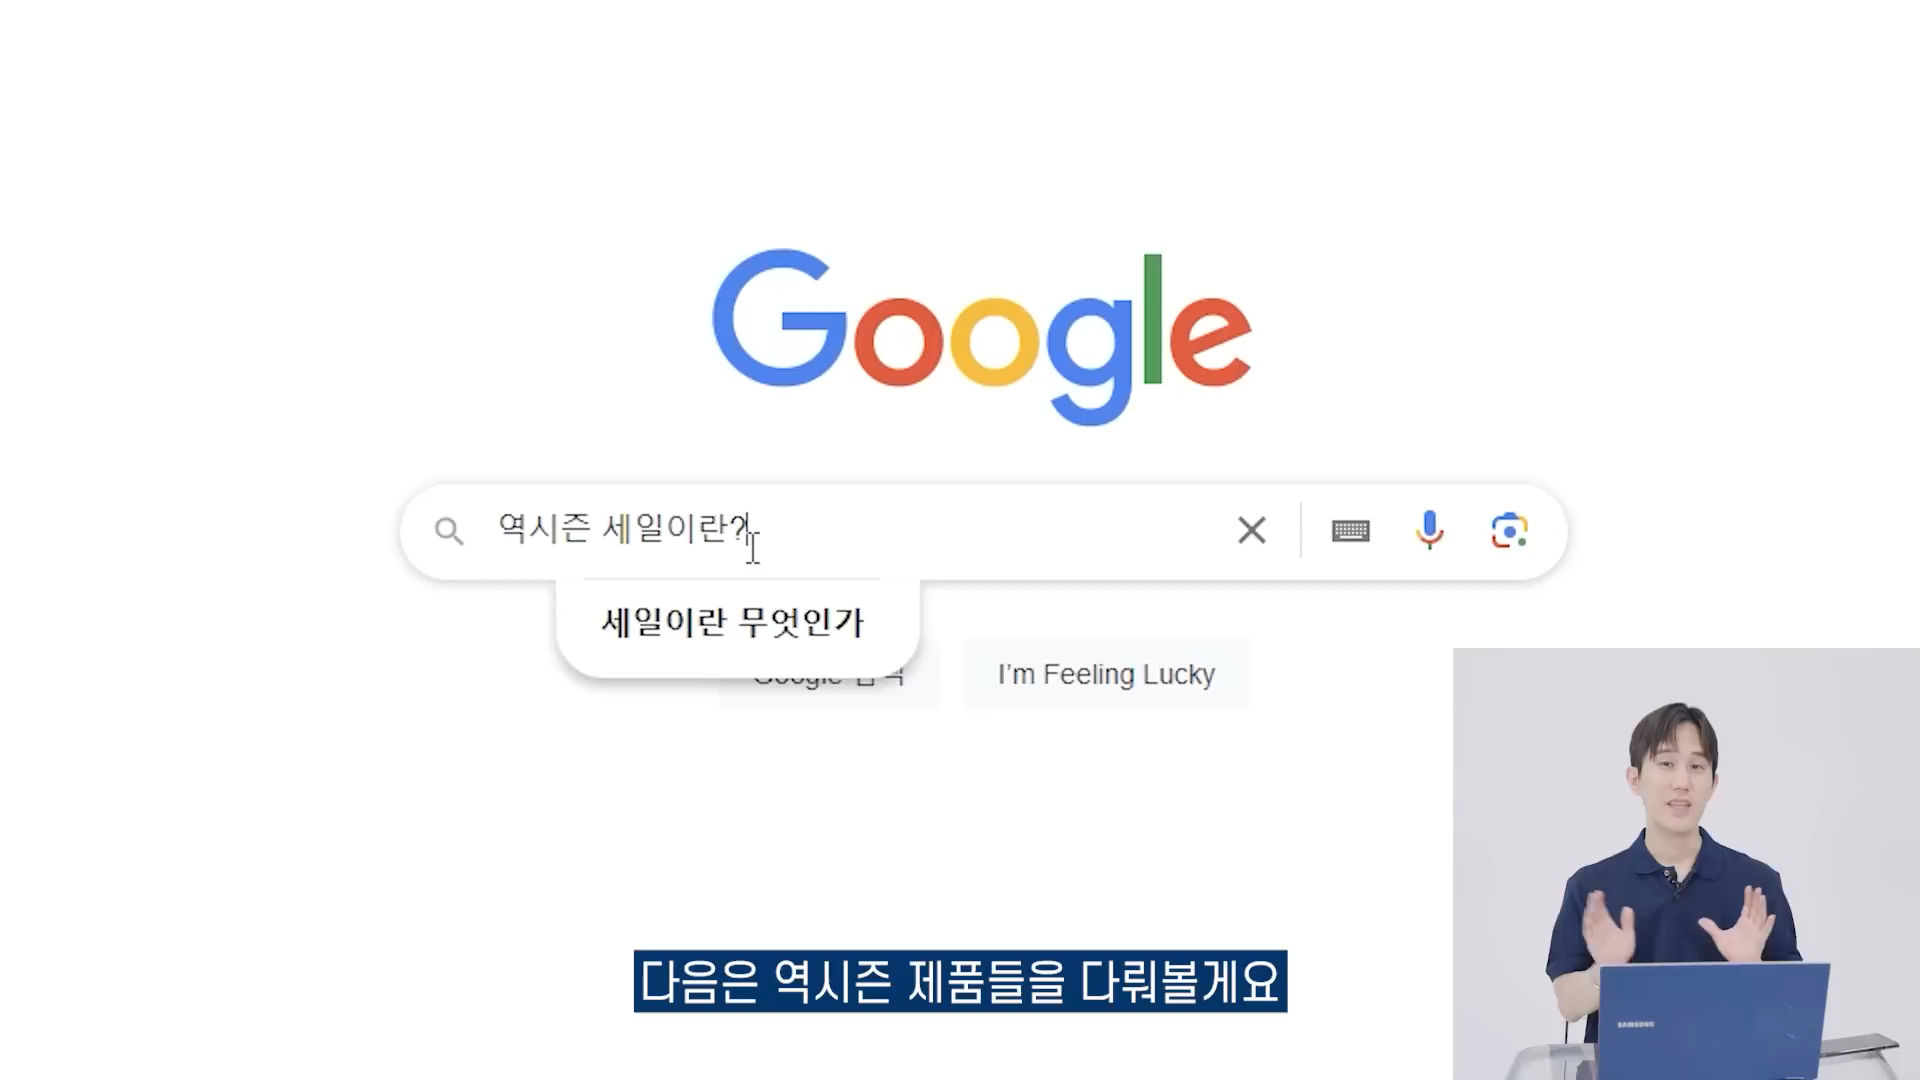 Google
역시즌 세일이란?
세일이란 무엇인가
I'm Feeling Lucky
SAMSUNG
다음은 역시즌 제품들을 다뤄볼게요